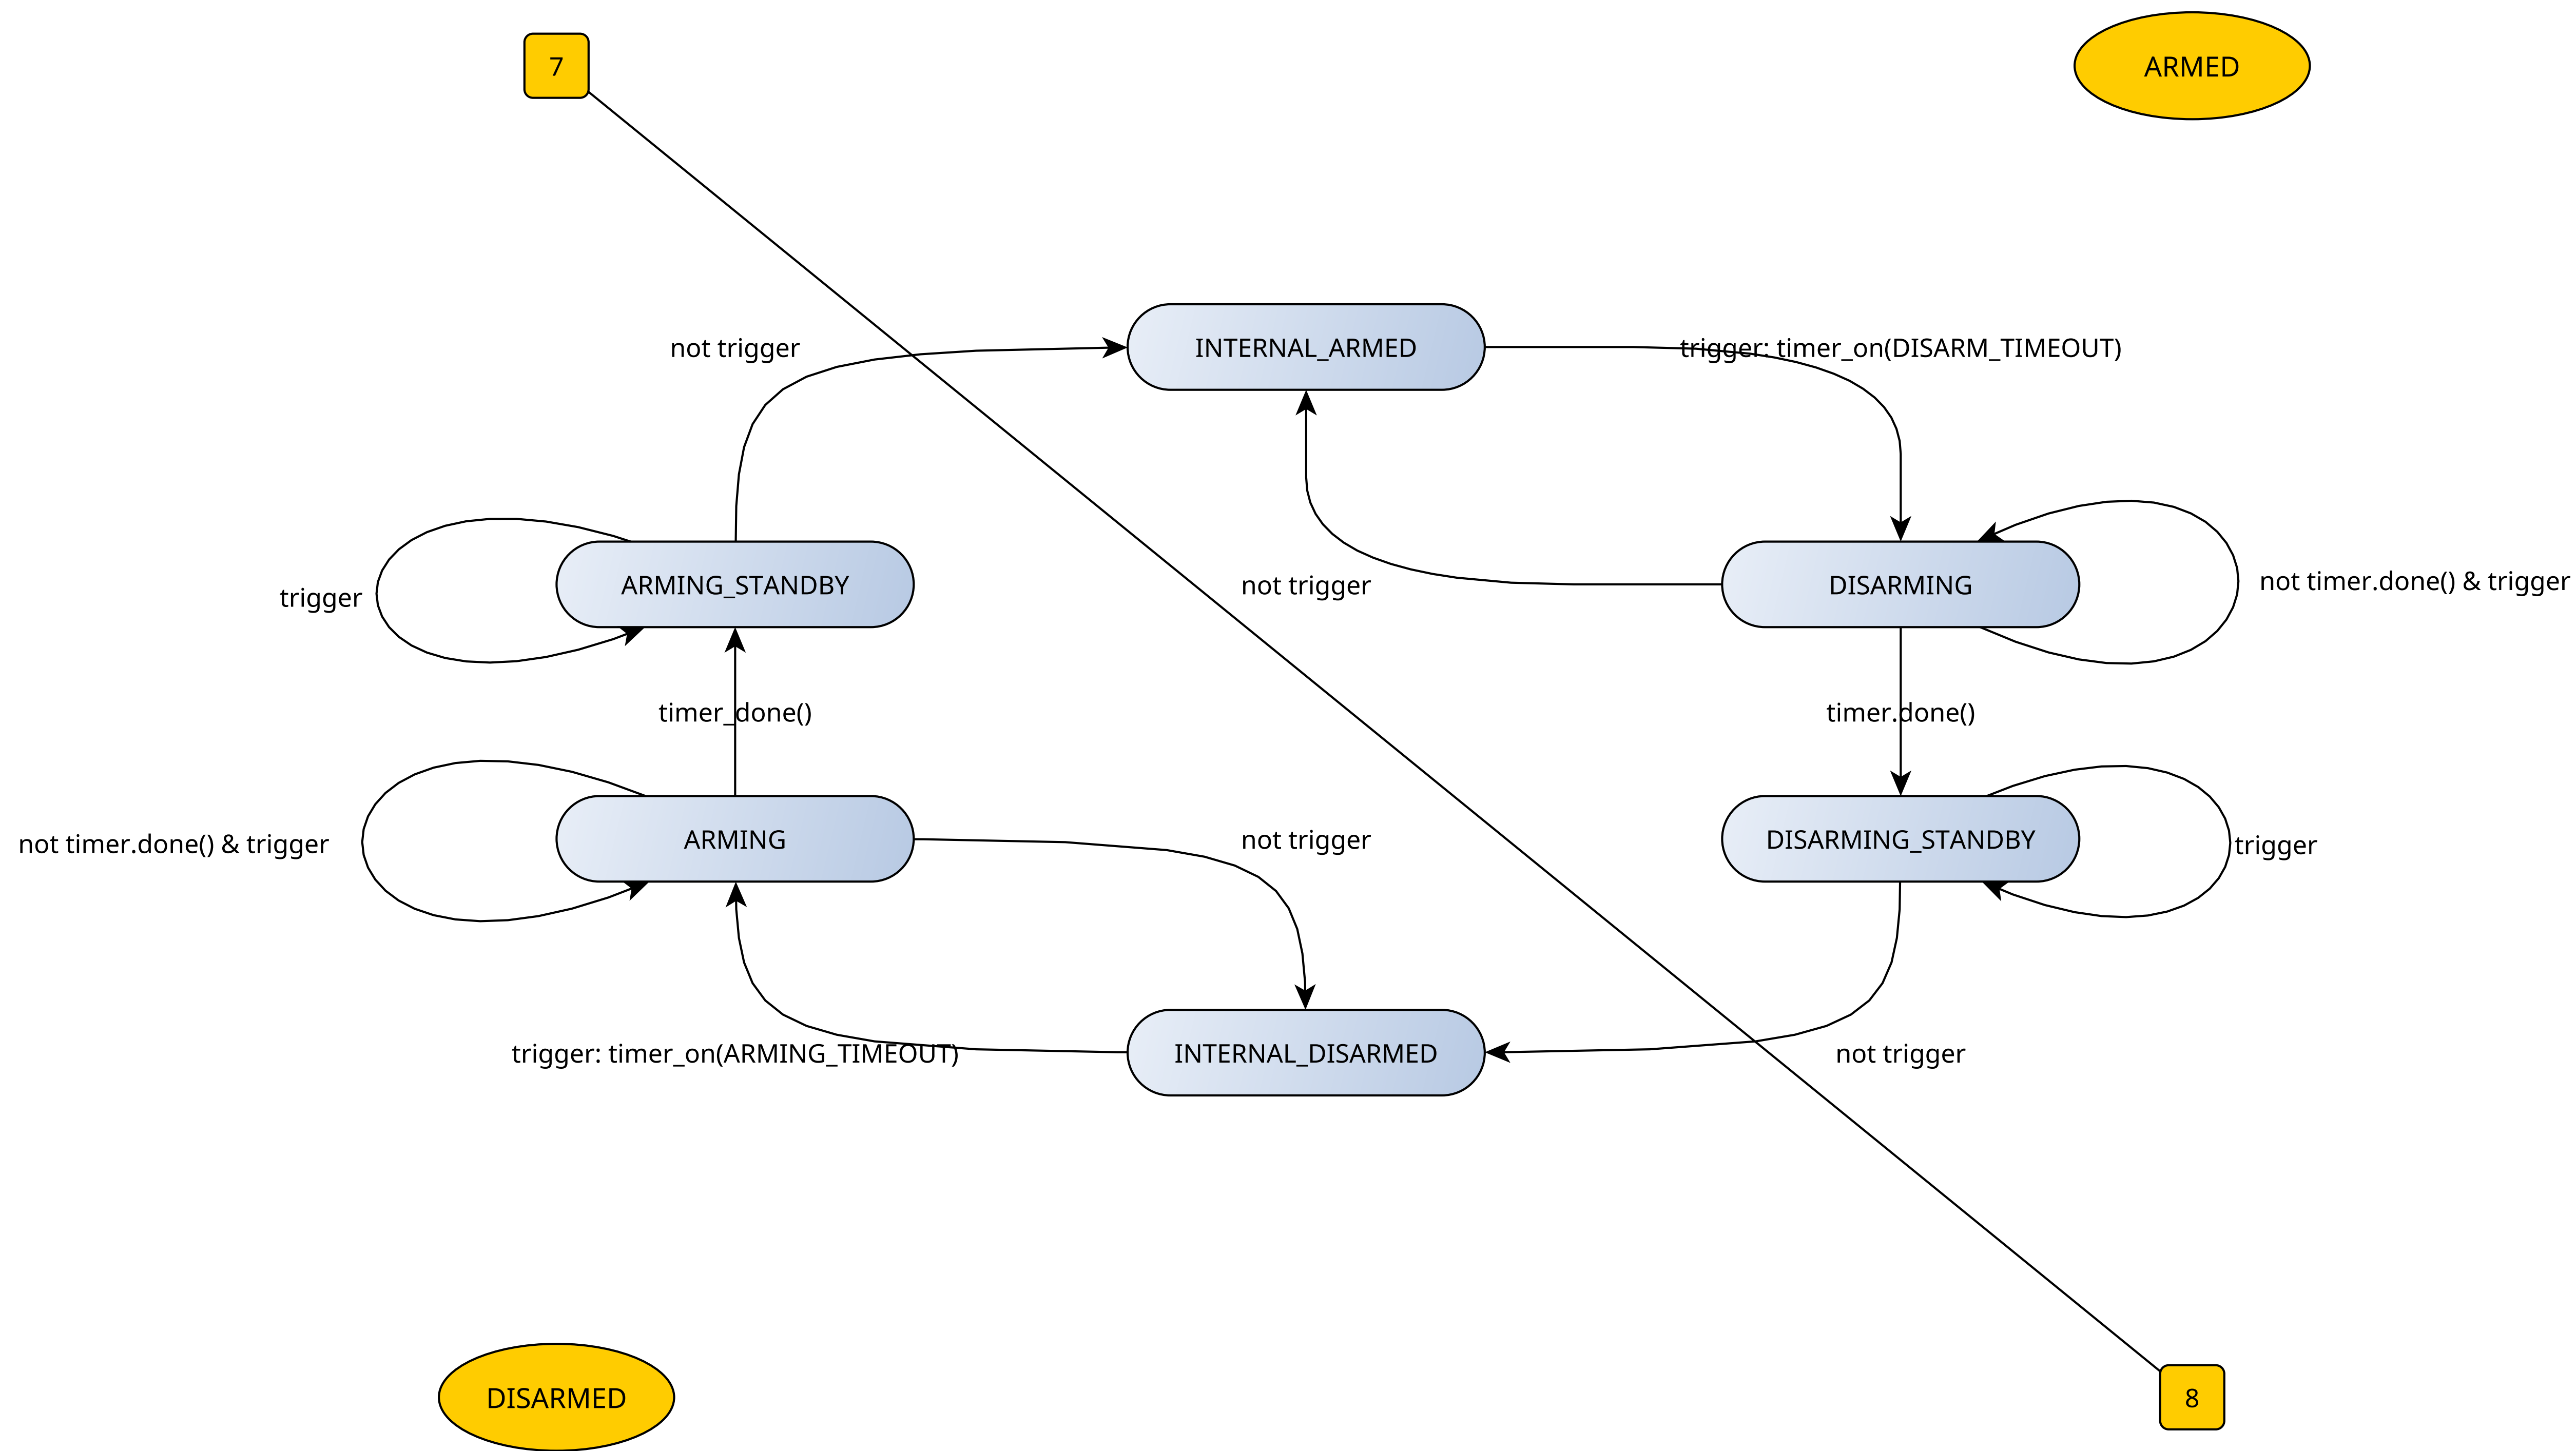 7
ARMED
not trigger
INTERNAL_ARMED
trigger: timer_on(DISARM_TIMEOUT)
trigger
ARMING_STANDBY
not trigger
DISARMING
not timer.done() & trigger
timer_done()
timer.done()
not timer.done() & trigger
ARMING
not trigger
DISARMING_STANDBY
trigger
trigger: timer_on(ARMING_TIMEOUT)
INTERNAL_DISARMED
not trigger
DISARMED
8